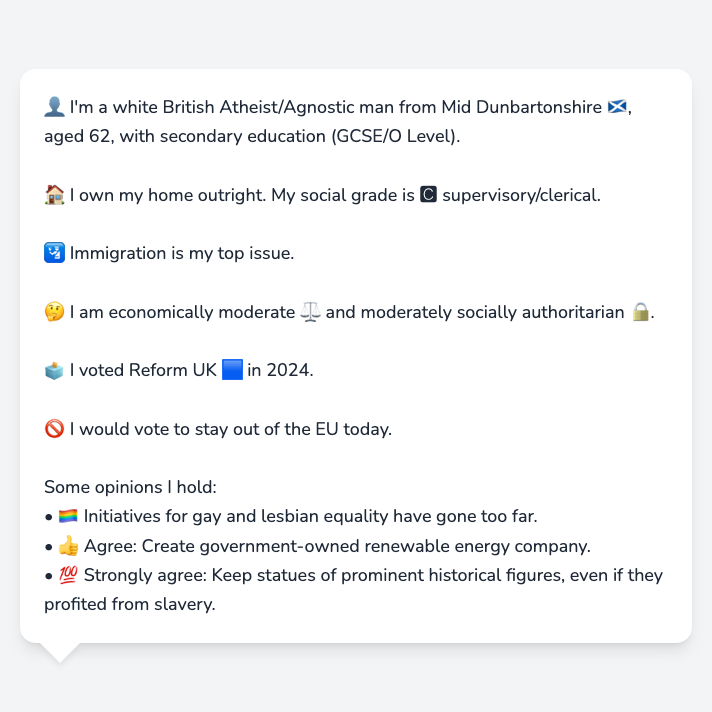 👤 I'm a white British Atheist/Agnostic man from Mid Dunbartonshire 🏴󠁧󠁢󠁳󠁣󠁴󠁿,
aged 62, with secondary education (GCSE/O Level).
🏠 I own my home outright. My social grade is C supervisory/clerical.
🛂 Immigration is my top issue.
🤔 I am economically moderate ⚖️ and moderately socially authoritarian 🔒.
🗳️ I voted Reform UK 🟦 in 2024.
🚫 I would vote to stay out of the EU today.
Some opinions I hold:
• 🏳️‍🌈 Initiatives for gay and lesbian equality have gone too far.
• 👍 Agree: Create government-owned renewable energy company.
• 💯 Strongly agree: Keep statues of prominent historical figures, even if they
profited from slavery.